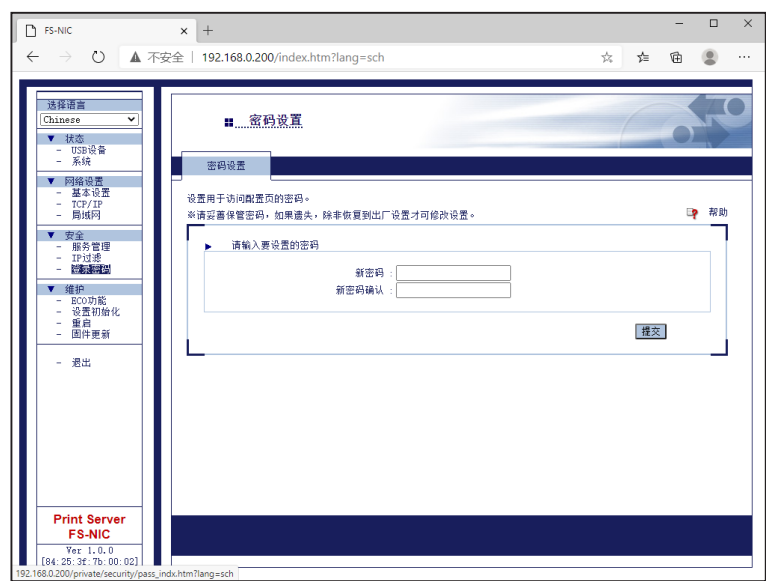 FS-NIC
不安全 | 192.168.0.200/index.htm?lang=sch
选择语言
Chinese
▼ 状态
- USB设备
- 系统
▼ 网络设置
- 基本设置
- TCP/IP
- 局域网
▼ 安全
- 服务管理
- IP过滤
- 登录密码
▼ 维护
- ECO功能
- 设置初始化
- 重启
- 固件更新
- 退出
Print Server
FS-NIC
Ver 1.0.0
[84:25:3f:7b:00:02]
密码设置
密码设置
设置用于访问配置页的密码。
※请妥善保管密码，如果遗失，除非恢复到出厂设置才可修改设置。
帮助
请输入要设置的密码
新密码 :
新密码确认 :
提交
192.168.0.200/private/security/pass_indx.htm?lang=sch